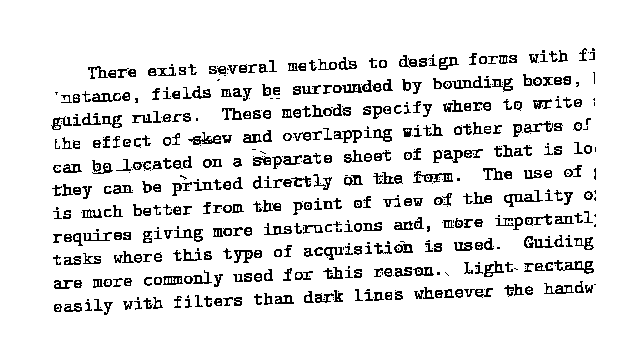 There exist several methods to design forms with fi
nstance, fields may be surrounded by bounding boxes,
guiding rulers. These methods specify where to write
the effect of skew and overlapping with other parts of
can be located on a separate sheet of paper that is lo
they can be printed directly on the form. The use of
is much better from the point of view of the quality o
requires giving more instructions and, more importantly
tasks where this type of acquisition is used. Guiding
are more commonly used for this reason. Light rectang
easily with filters than dark lines whenever the handw